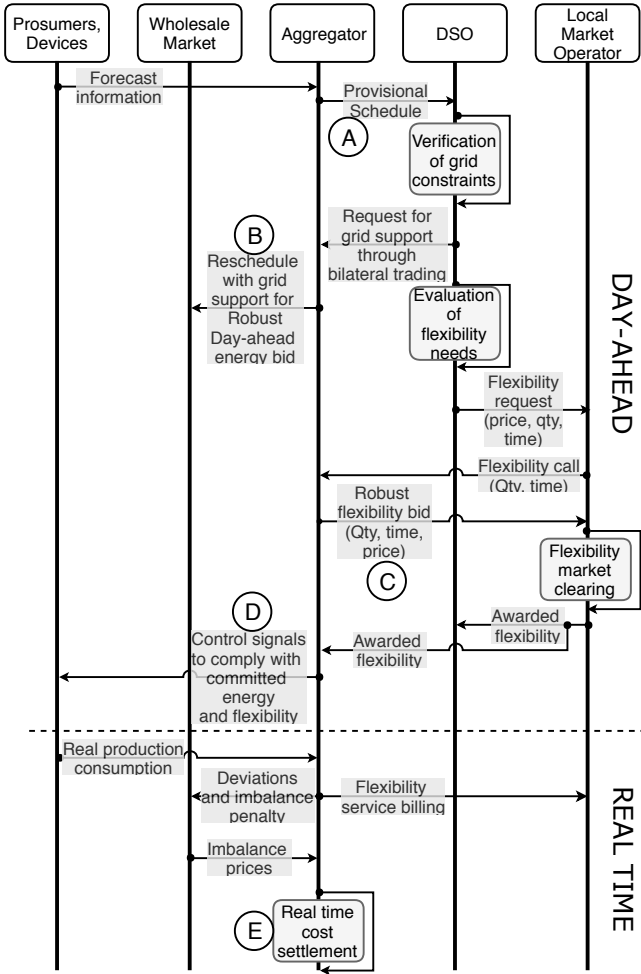 Prosumers,
Devices
Wholesale
Market
Aggregator
DSO
Local
Market
Operator
Forecast
information
Provisional
Schedule
A
Verification
of grid
constraints
Request for
grid support
through
bilateral trading
B
Reschedule
with grid
support for
Robust
Day-ahead
energy bid
Evaluation
of
flexibility
needs
DAY-AHEAD
Flexibility
request
(price, qty,
time)
Flexibility call
(Qty, time)
Robust
flexibility bid
(Qty, time,
price)
C
Flexibility
market
clearing
D
Awarded
flexibility
Awarded
flexibility
Control signals
to comply with
committed
energy
and flexibility
Real production
consumption
Deviations
and imbalance
penalty
Flexibility
service billing
REAL TIME
Imbalance
prices
E
Real time
cost
settlement